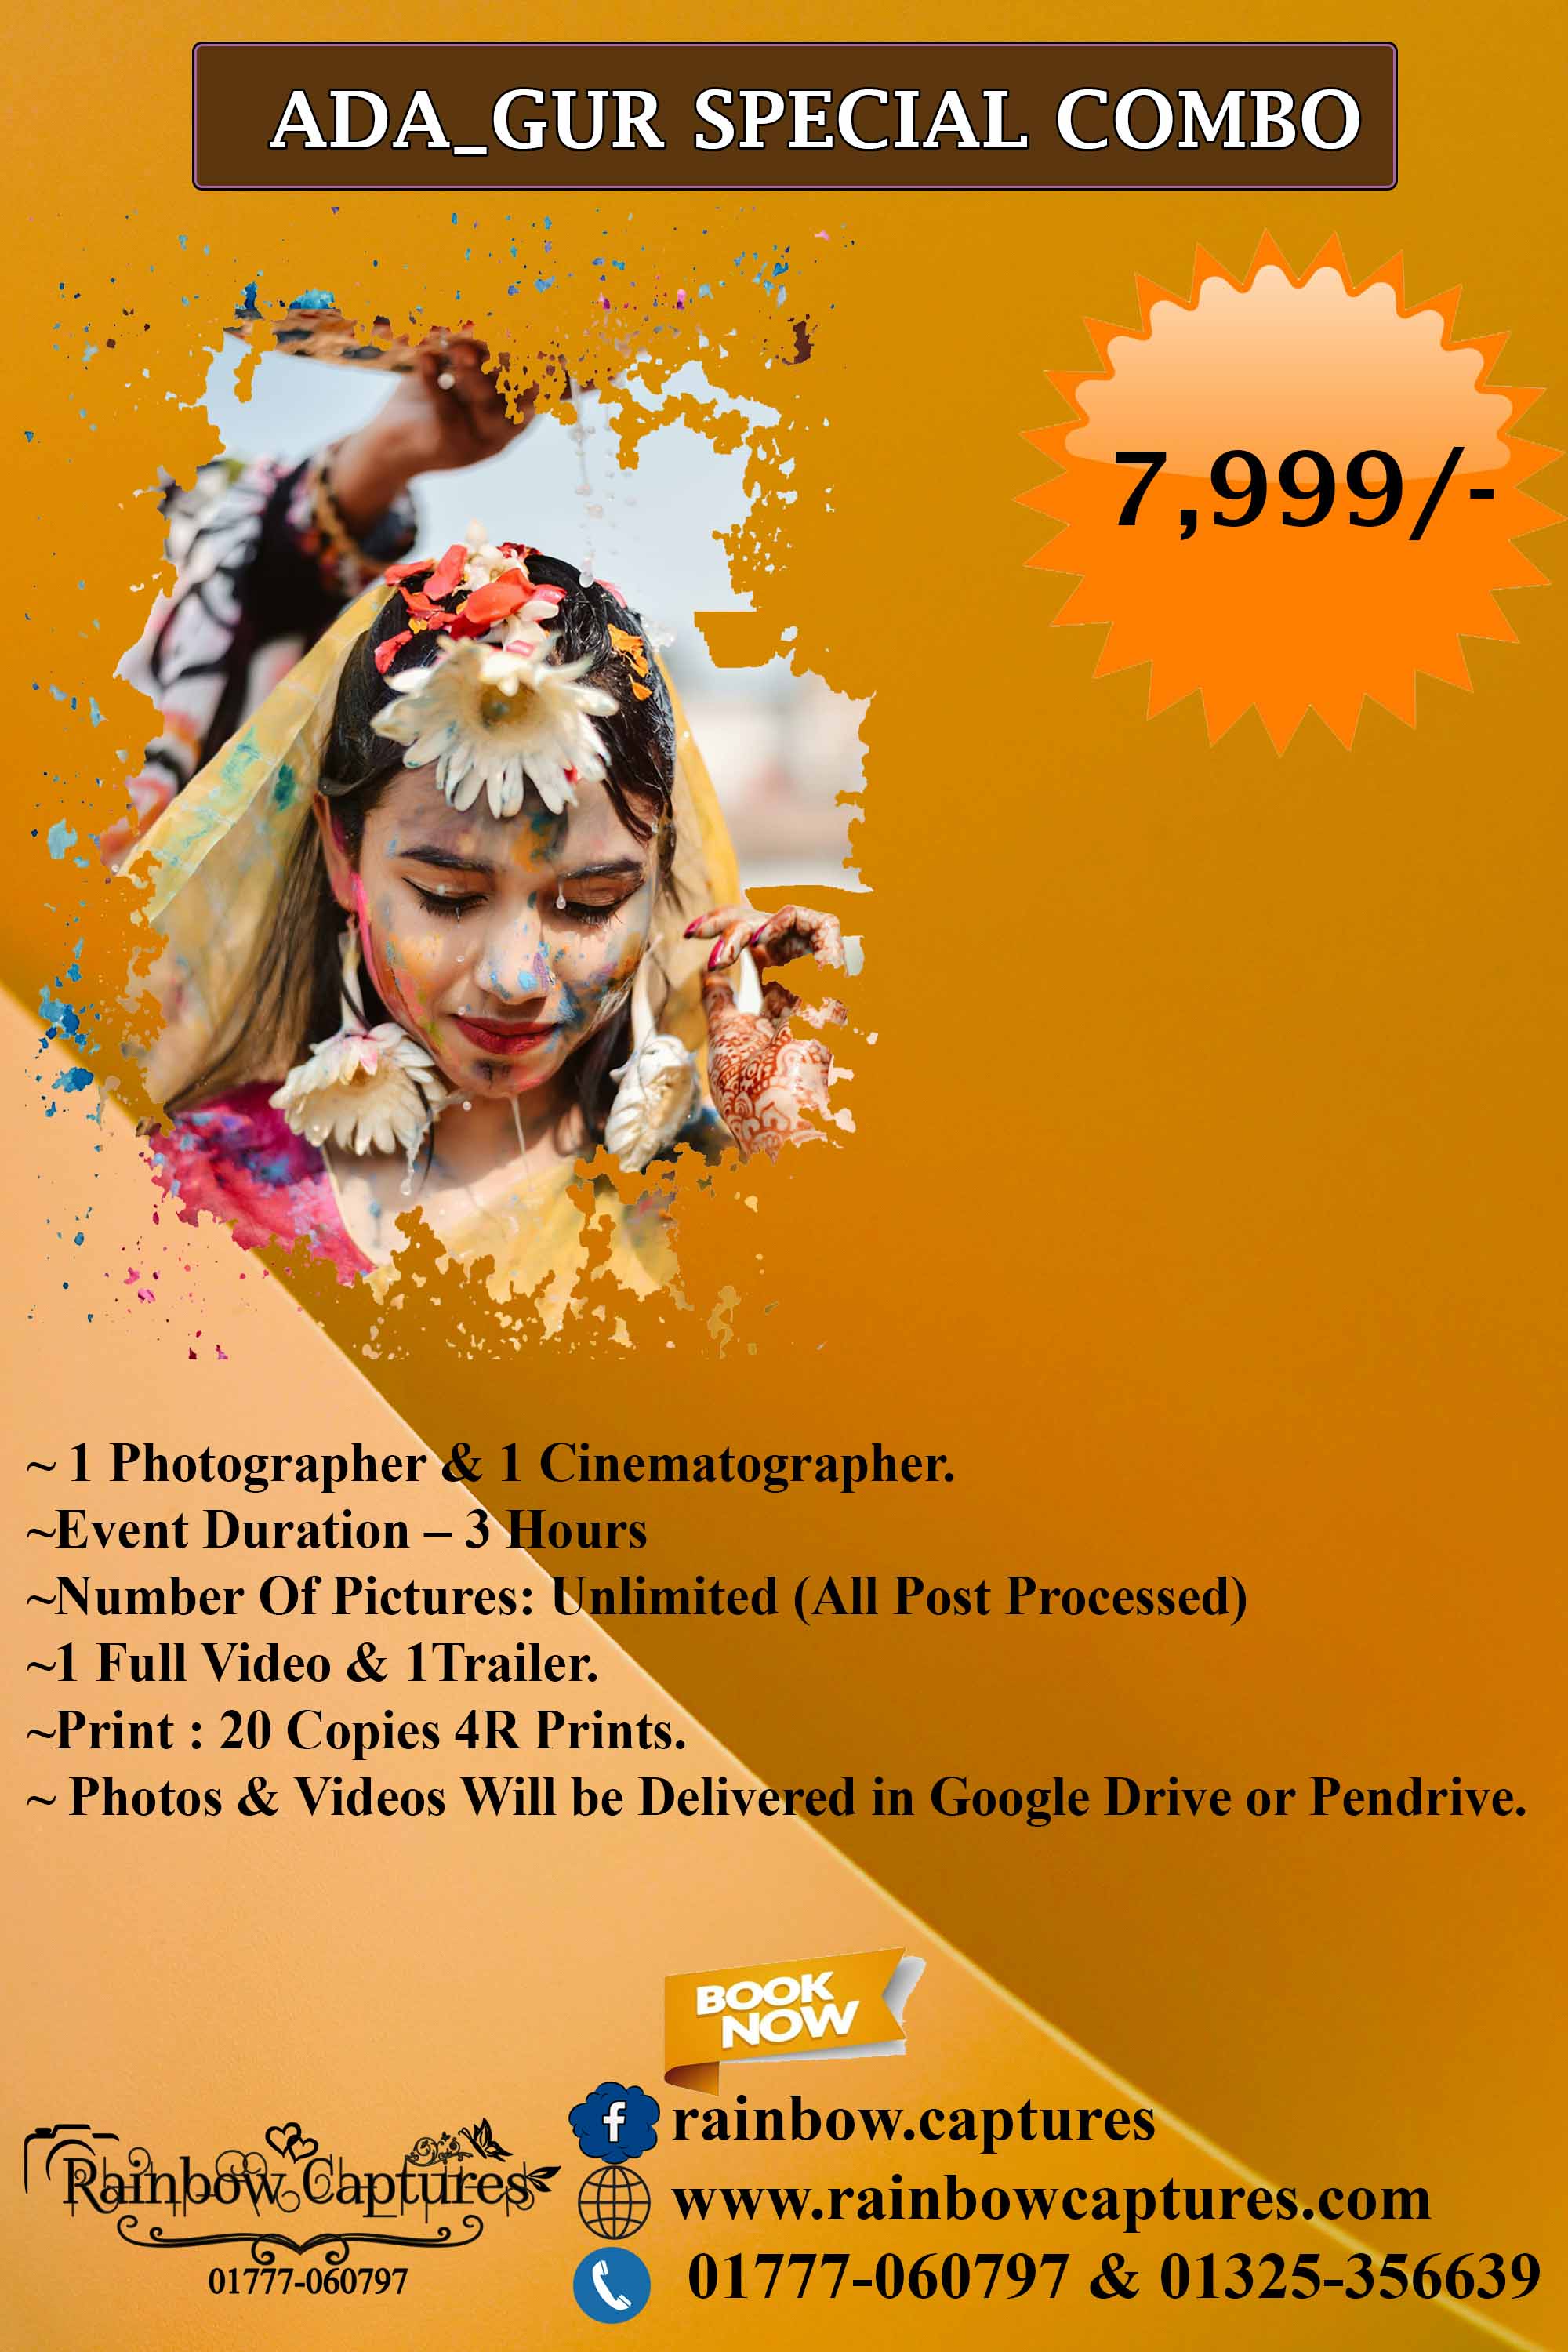 ADA_GUR SPECIAL COMBO
7,999/-
~ 1 Photographer & 1 Cinematographer.
~Event Duration – 3 Hours
~Number Of Pictures: Unlimited (All Post Processed)
~1 Full Video & 1Trailer.
~Print : 20 Copies 4R Prints.
~ Photos & Videos Will be Delivered in Google Drive or Pendrive.
BOOK
NOW
f rainbow.captures
www.rainbowcaptures.com
01777-060797 & 01325-356639
Rainbow Captures
01777-060797